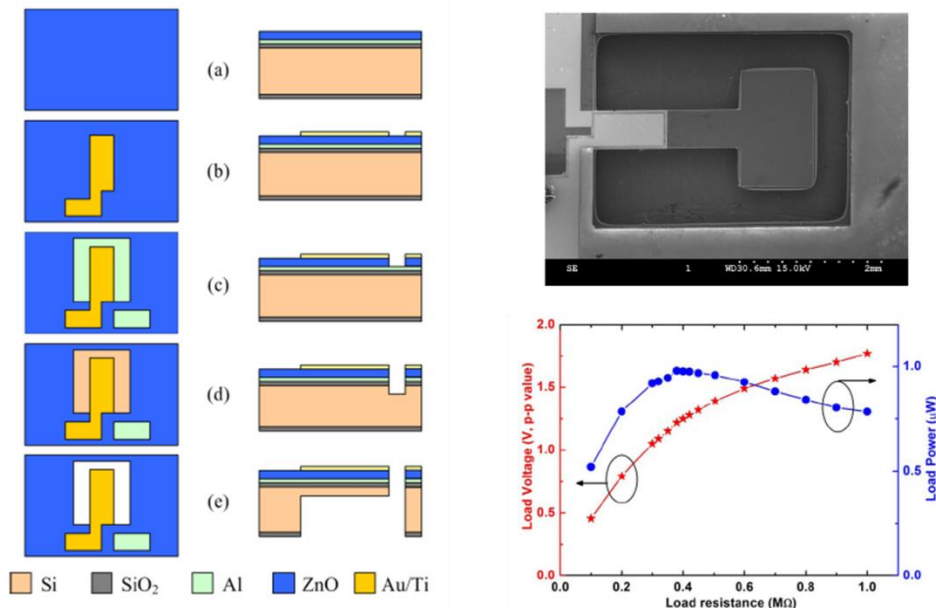 (a)
(b)
(c)
(d)
(e)
Si SiO₂ Al ZnO Au/Ti
SE 1 WD30.6mm 15.0kV 2mm
2.0
1.5
1.0
0.5
0.0
Load Voltage (V, p-p value)
1.0
0.5
0.0
Load Power (μW)
0.0 0.2 0.4 0.6 0.8 1.0
Load resistance (MΩ)